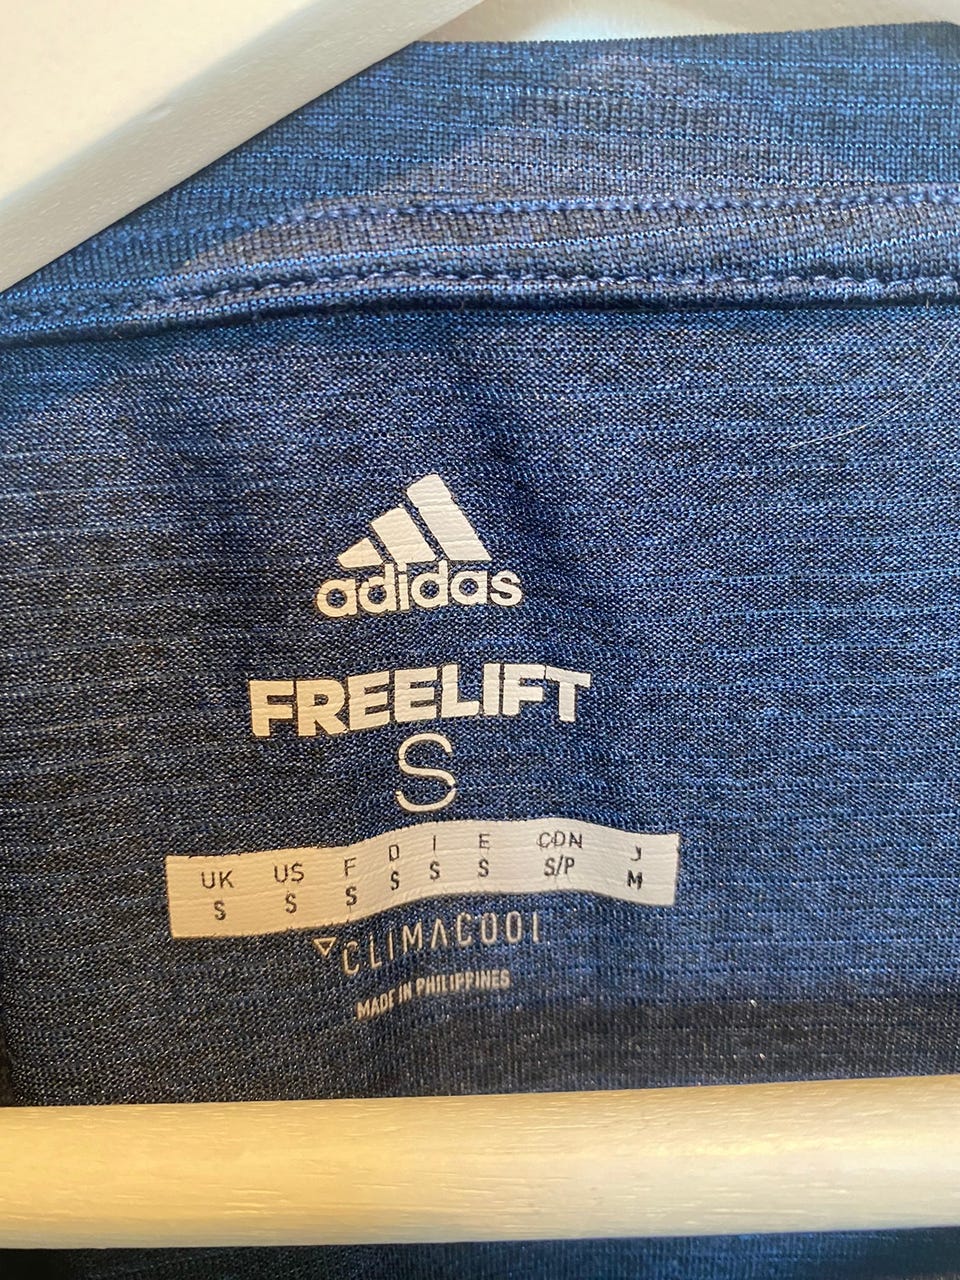 adidas
FREELIFT
S
UK US F D I E CDN J
S S S S S S S/P M
CLIMACOOL
MADE IN PHILIPPINES